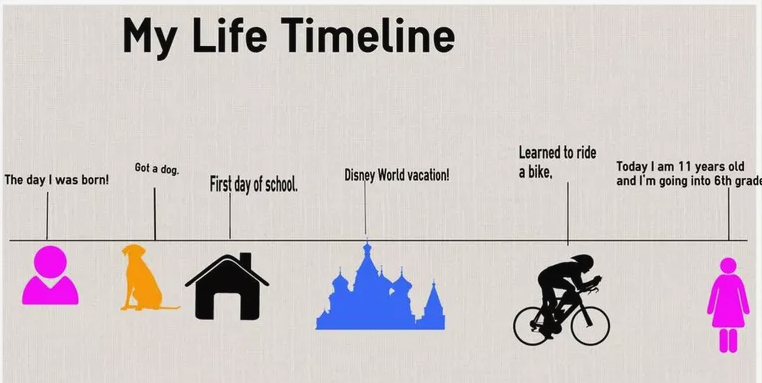 My Life Timeline
The day I was born!
Got a dog.
First day of school.
Disney World vacation!
Learned to ride
a bike,
Today I am 11 years old
and I'm going into 6th grade